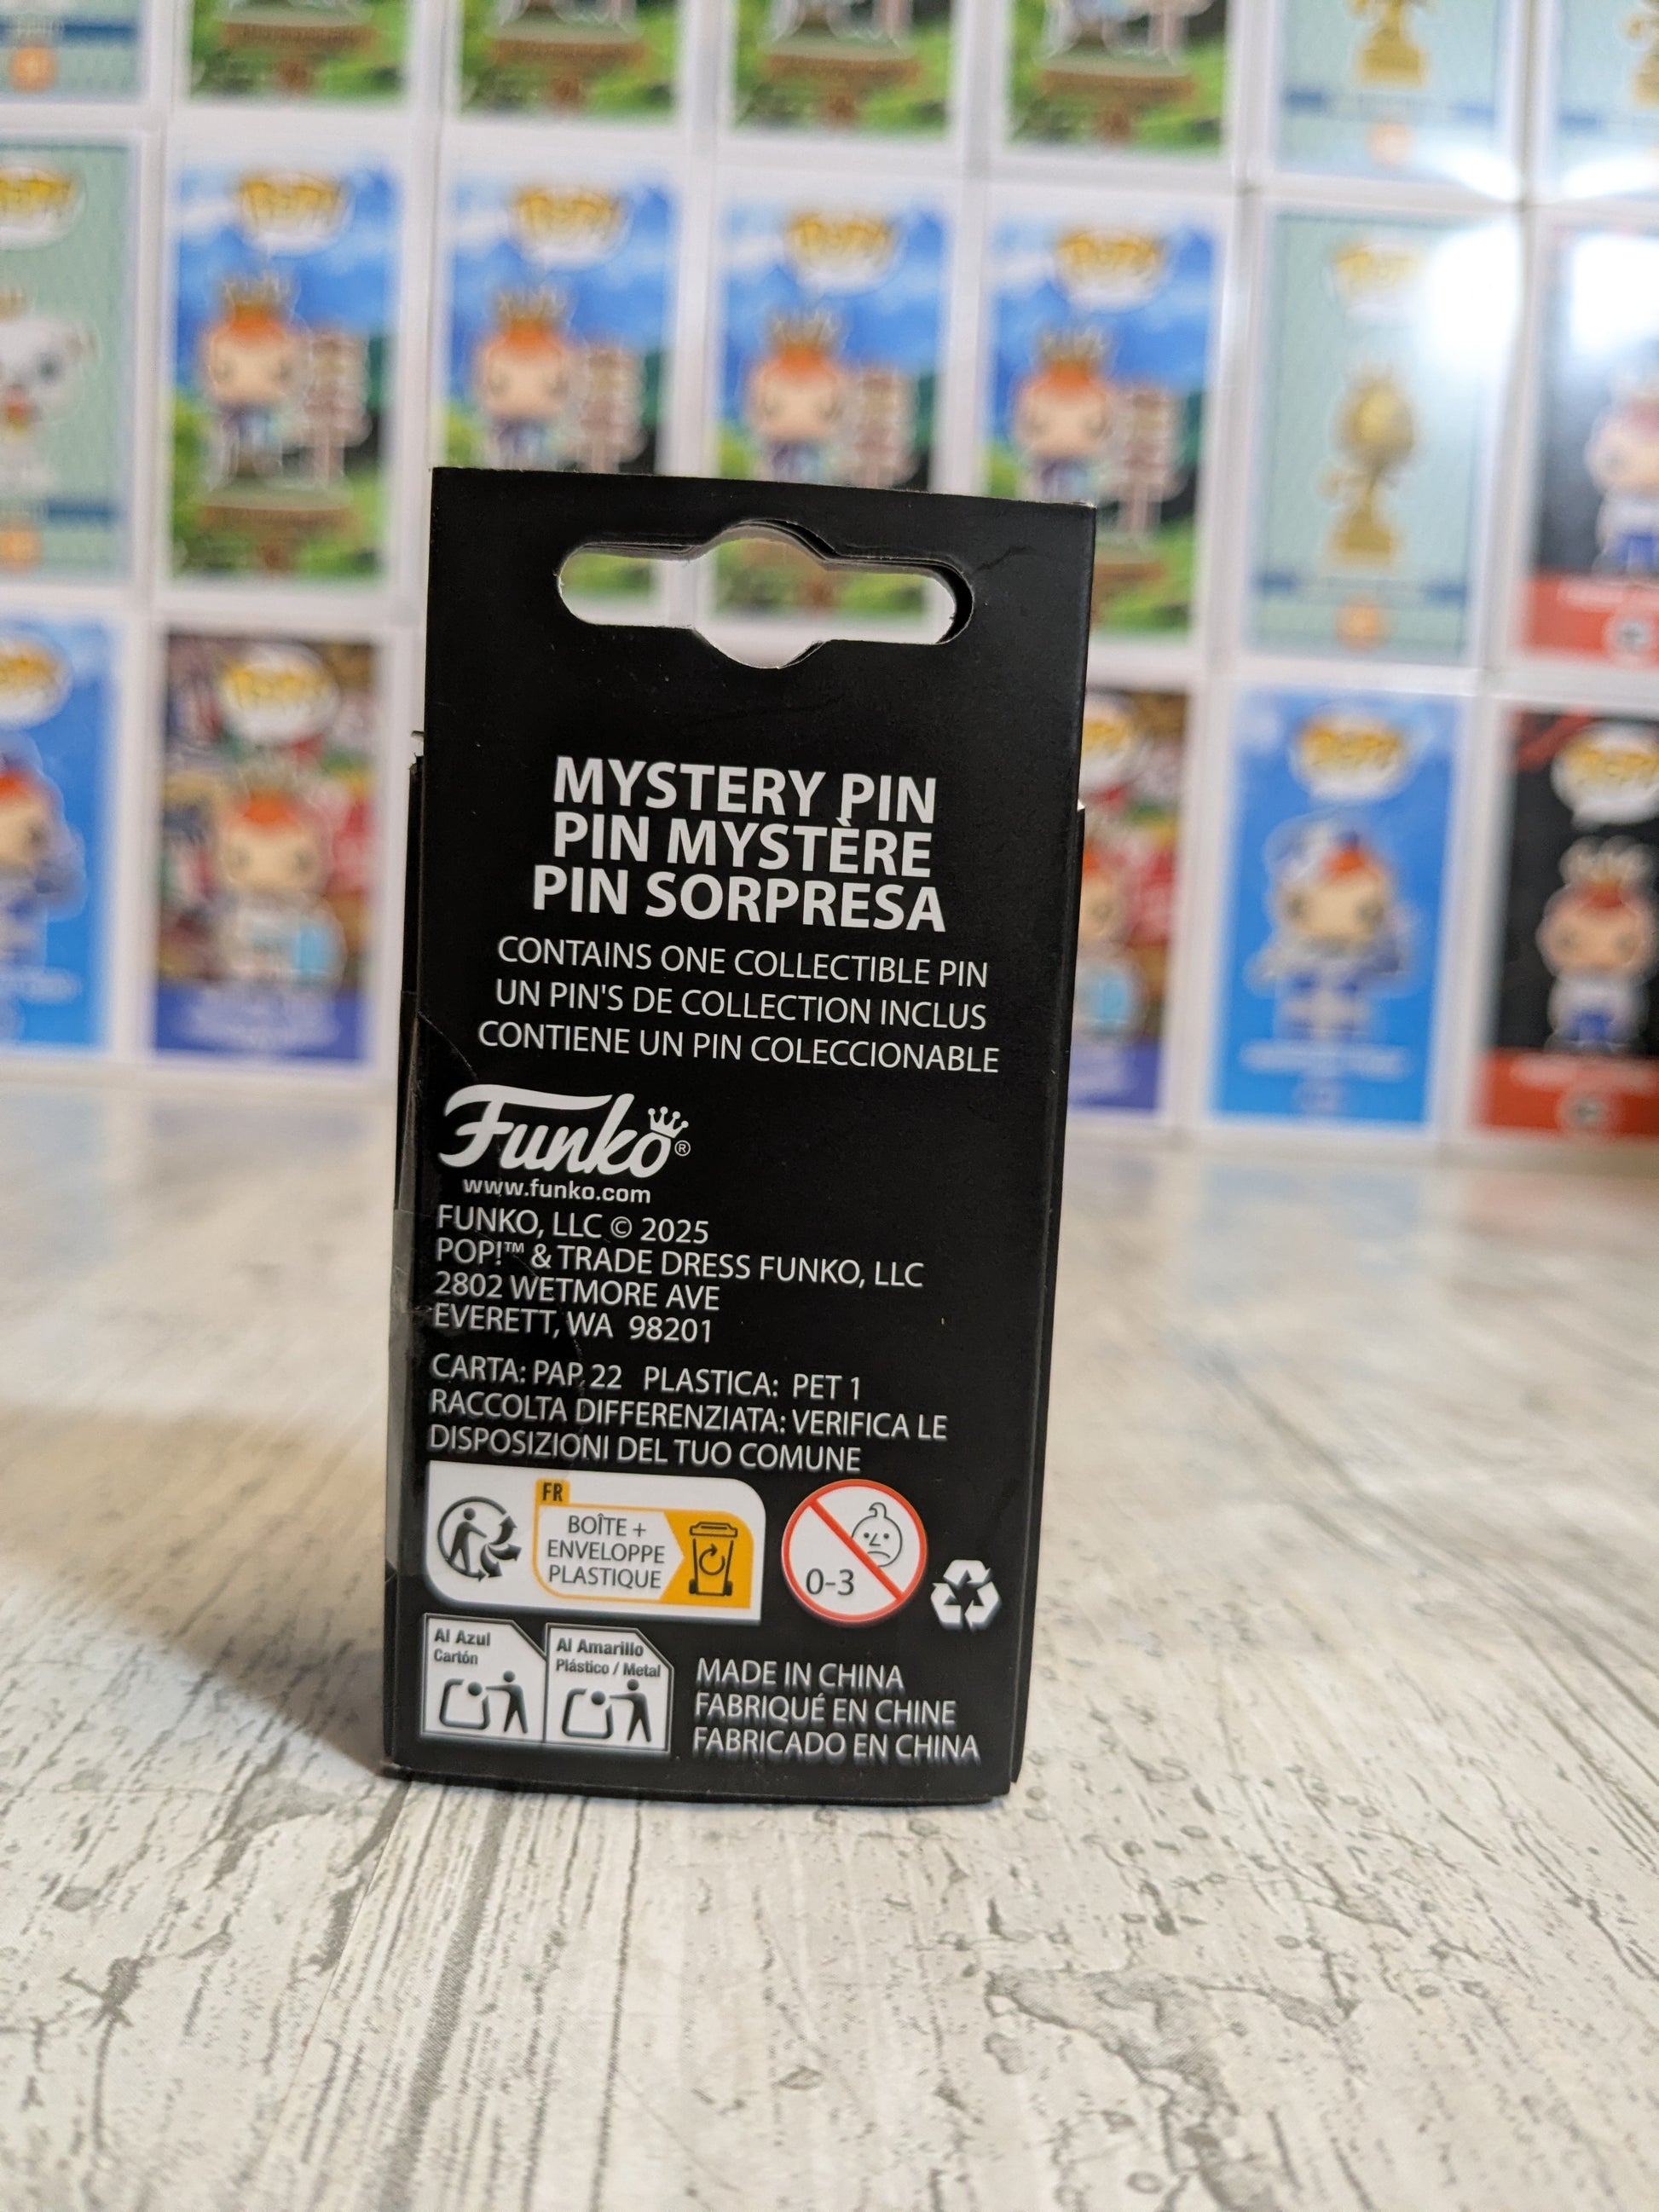 MYSTERY PIN
PIN MYSTÈRE
PIN SORPRESA
CONTAINS ONE COLLECTIBLE PIN
UN PIN'S DE COLLECTION INCLUS
CONTIENE UN PIN COLECCIONABLE
Funko®
www.funko.com
FUNKO, LLC © 2025
POP!™ & TRADE DRESS FUNKO, LLC
2802 WETMORE AVE
EVERETT, WA 98201
CARTA: PAP 22 PLASTICA: PET 1
RACCOLTA DIFFERENZIATA: VERIFICA LE
DISPOSIZIONI DEL TUO COMUNE
FR
BOÎTE +
ENVELOPPE
PLASTIQUE
0-3
Al Azul
Cartón
Al Amarillo
Plástico / Metal
MADE IN CHINA
FABRIQUÉ EN CHINE
FABRICADO EN CHINA